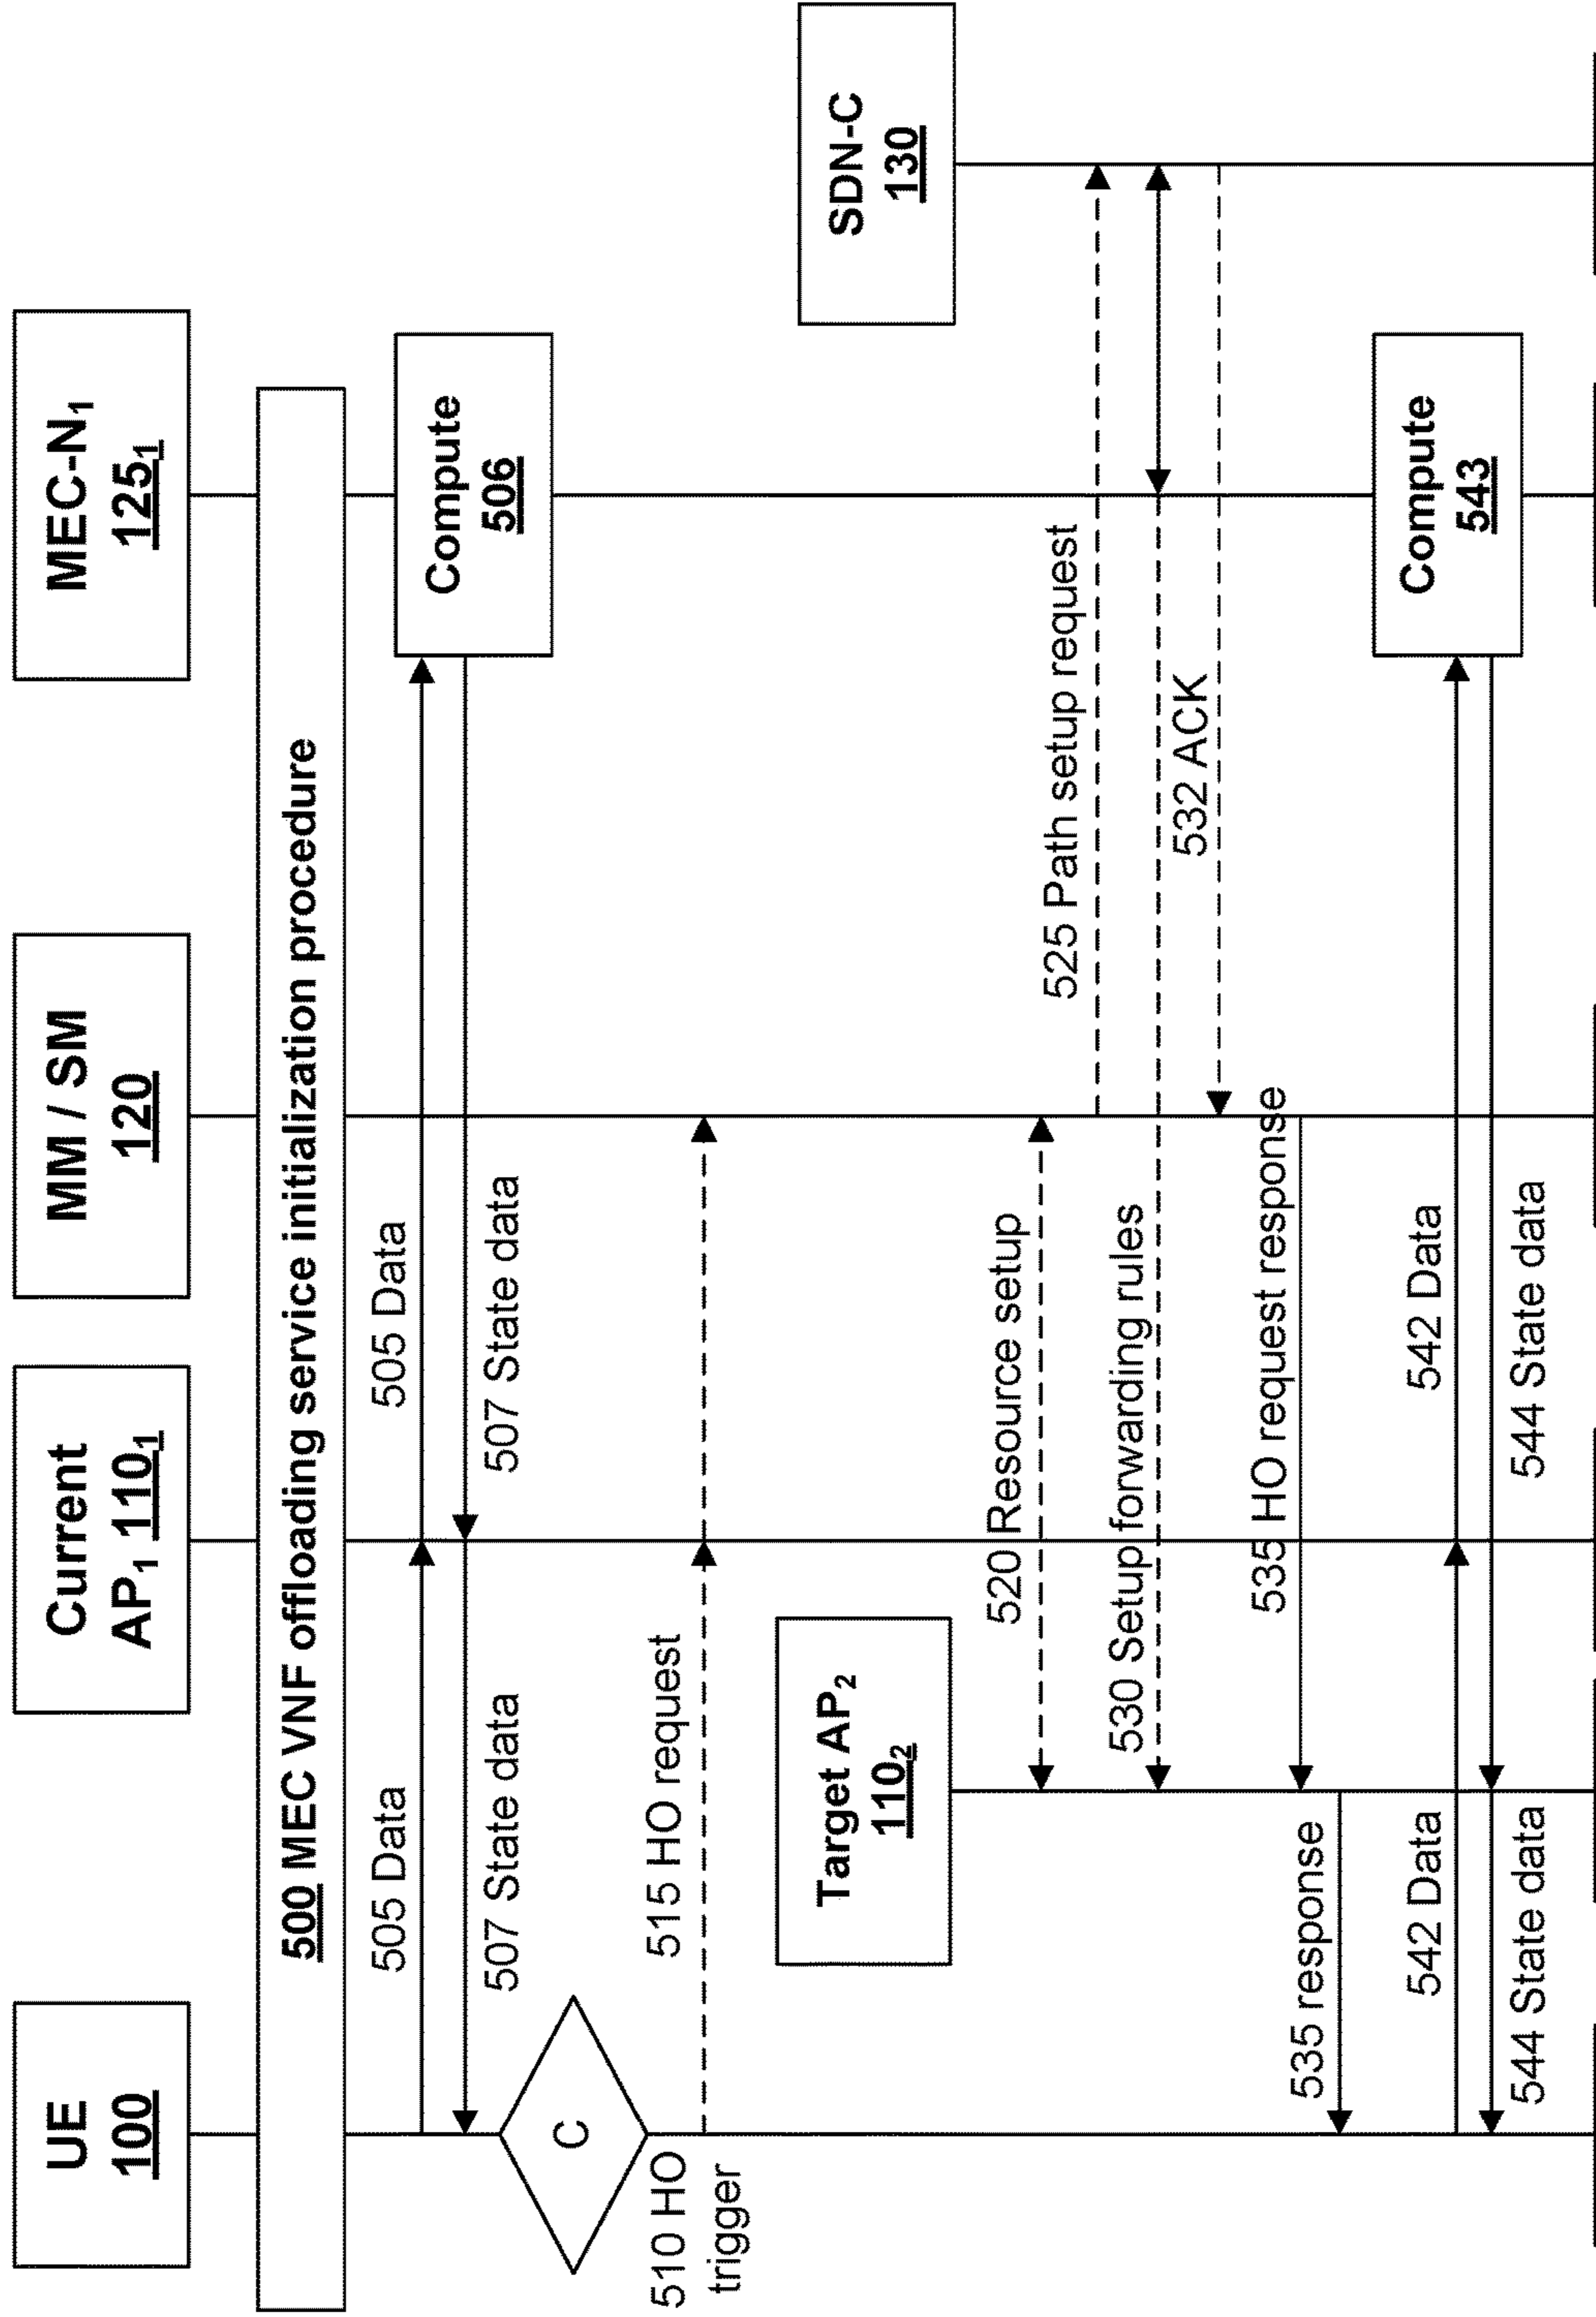 UE
100
Current
AP1 1101
MM / SM
120
MEC-N1
1251
500 MEC VNF offloading service initialization procedure
505 Data
505 Data
Compute
506
507 State data
507 State data
C
510 HO
trigger
515 HO request
Target AP2
1102
SDN-C
130
520 Resource setup
525 Path setup request
530 Setup forwarding rules
532 ACK
535 HO request response
535 response
542 Data
542 Data
Compute
543
544 State data
544 State data